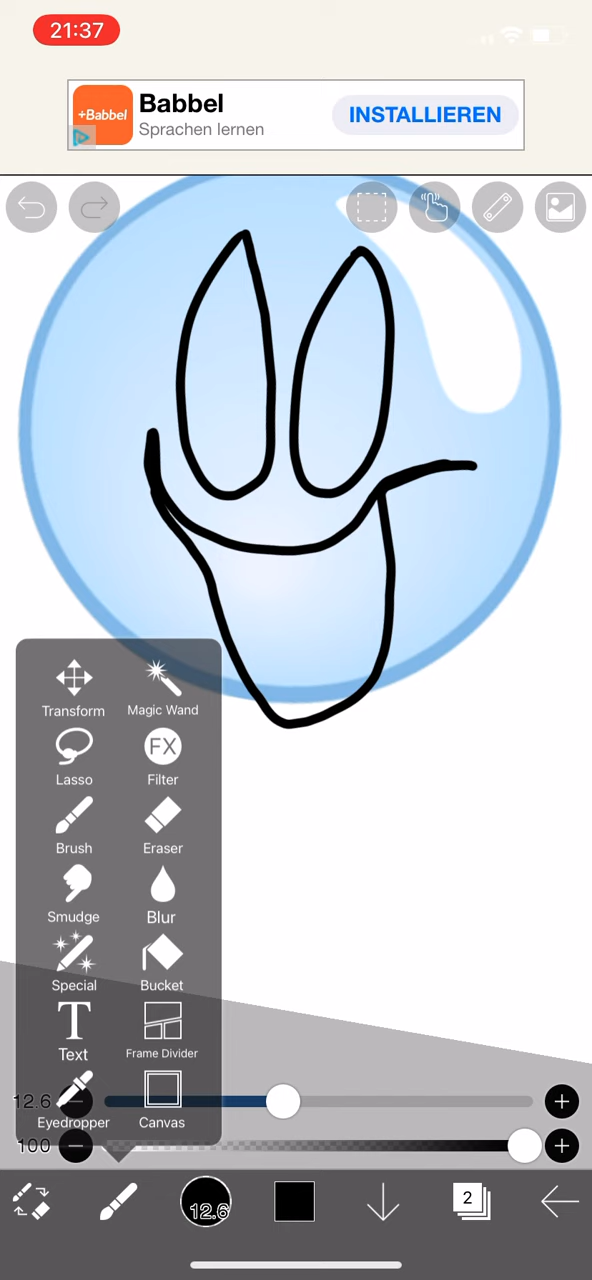 21:37
+Babbel
Babbel
Sprachen lernen
INSTALLIEREN
Transform
Magic Wand
Lasso
FX
Filter
Brush
Eraser
Smudge
Blur
Special
Bucket
T
Text
Frame Divider
Eyedropper
Canvas
12.6
100
12.6
2